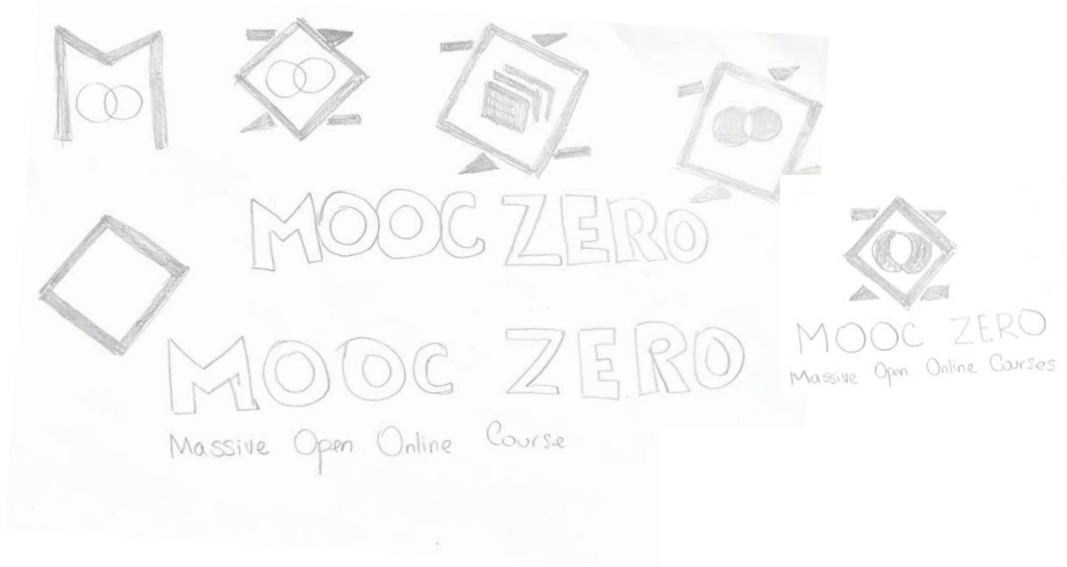 MOOC ZERO
MOOC ZERO
Massive Open Online Course
MOOC ZERO
Massive Open Online Courses